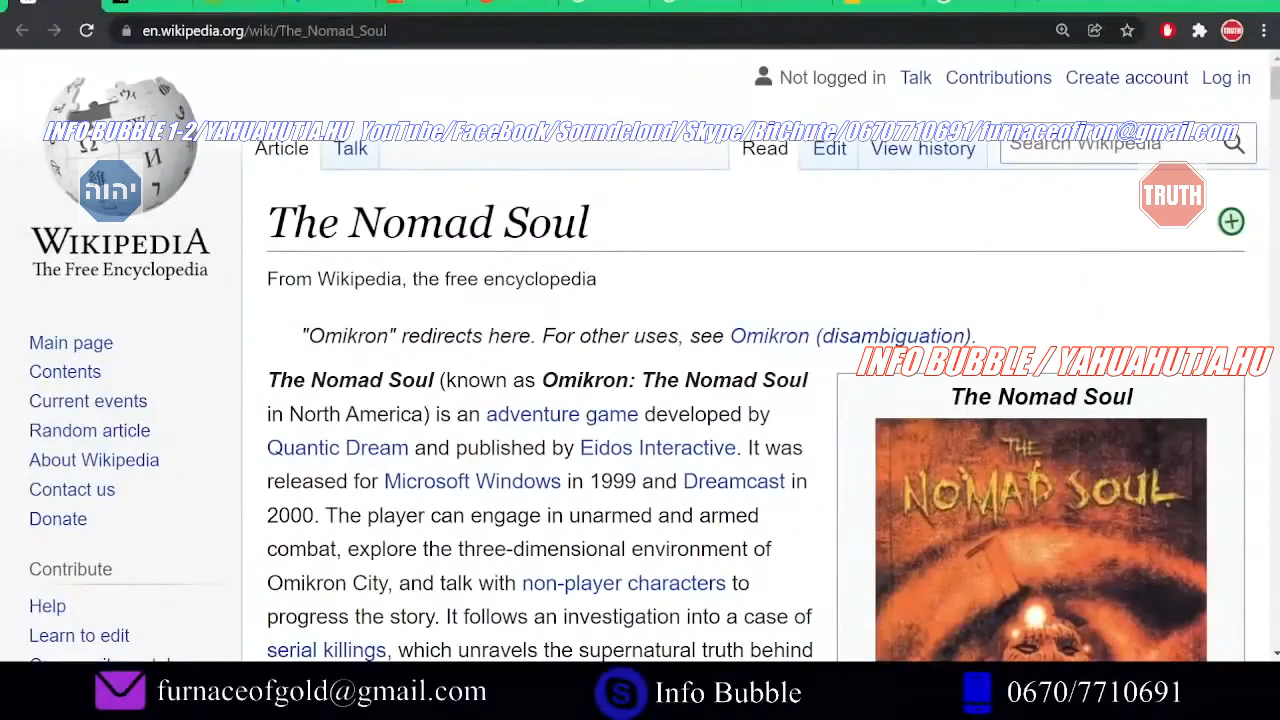 en.wikipedia.org/wiki/The_Nomad_Soul
TRUTH
Not logged in Talk Contributions Create account Log in
INFO BUBBLE 1-2/YAHUAHUTJA.HU YouTube/FaceBook/Soundcloud/Skype/BitChute/06707710691/furnaceofiron@gmail.com
Article Talk Read Edit View history Search Wikipedia
יהוה
TRUTH
WIKIPEDIA
The Free Encyclopedia
The Nomad Soul
From Wikipedia, the free encyclopedia
"Omikron" redirects here. For other uses, see Omikron (disambiguation).
INFO BUBBLE / YAHUAHUTJA.HU
Main page
Contents
Current events
Random article
About Wikipedia
Contact us
Donate
Contribute
Help
Learn to edit
The Nomad Soul (known as Omikron: The Nomad Soul
in North America) is an adventure game developed by
Quantic Dream and published by Eidos Interactive. It was
released for Microsoft Windows in 1999 and Dreamcast in
2000. The player can engage in unarmed and armed
combat, explore the three-dimensional environment of
Omikron City, and talk with non-player characters to
progress the story. It follows an investigation into a case of
serial killings, which unravels the supernatural truth behind
The Nomad Soul
THE
NOMAD SOUL
furnaceofgold@gmail.com
Info Bubble
0670/7710691